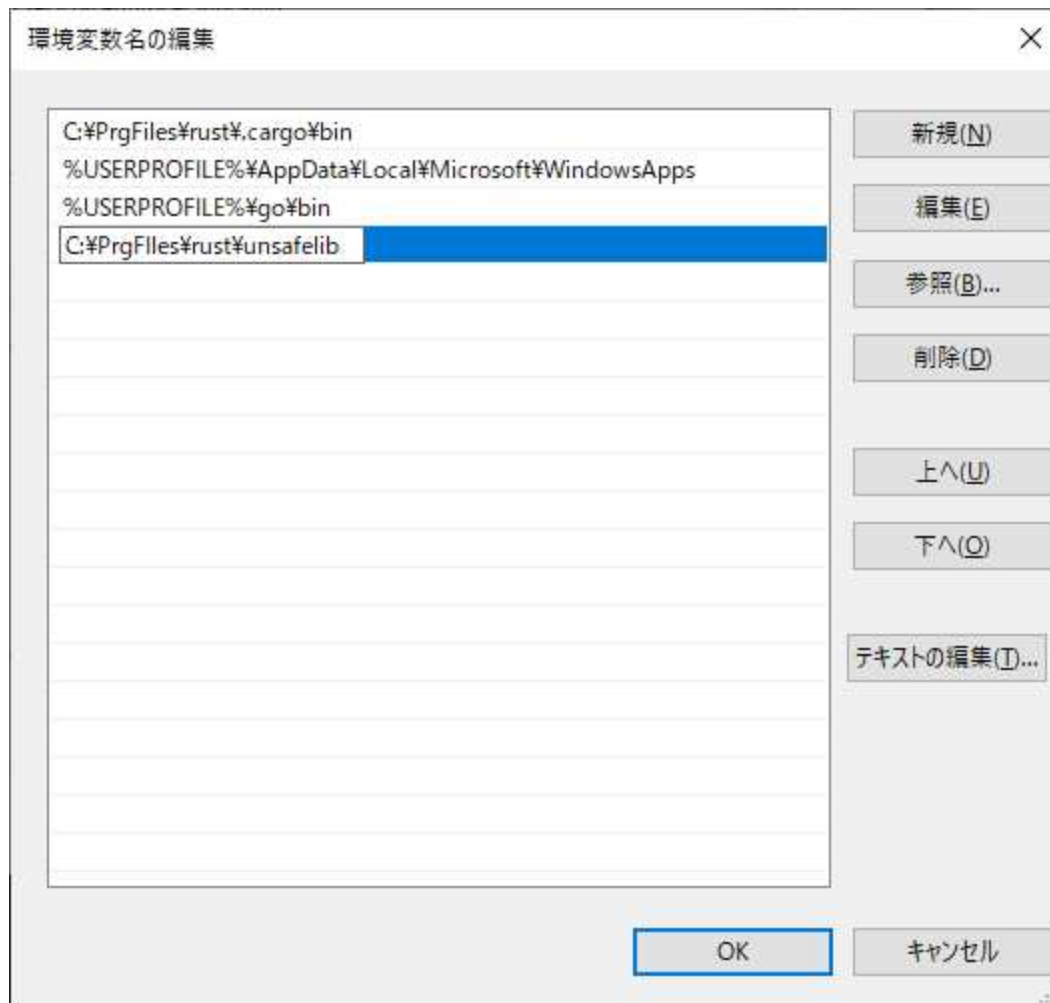 環境変数名の編集
C:¥PrgFiles¥rust¥.cargo¥bin
%USERPROFILE%¥AppData¥Local¥Microsoft¥WindowsApps
%USERPROFILE%¥go¥bin
C:¥PrgFIles¥rust¥unsafelib
新規(N)
編集(E)
参照(B)...
削除(D)
上へ(U)
下へ(O)
テキストの編集(T)...
OK
キャンセル